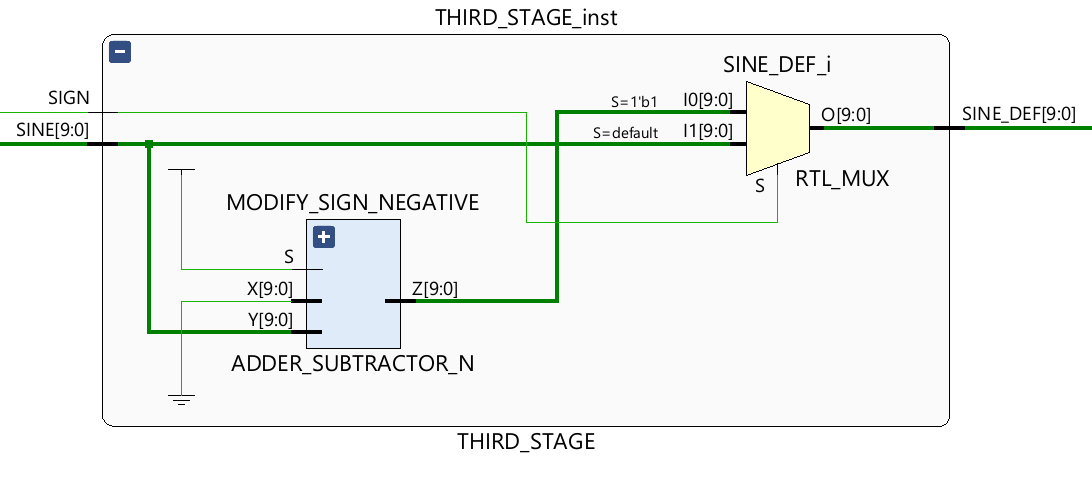 THIRD_STAGE_inst
SINE_DEF_i
SIGN
S=1'b1 I0[9:0]
O[9:0]
SINE_DEF[9:0]
SINE[9:0]
S=default I1[9:0]
S
RTL_MUX
MODIFY_SIGN_NEGATIVE
S
X[9:0]
Z[9:0]
Y[9:0]
ADDER_SUBTRACTOR_N
THIRD_STAGE